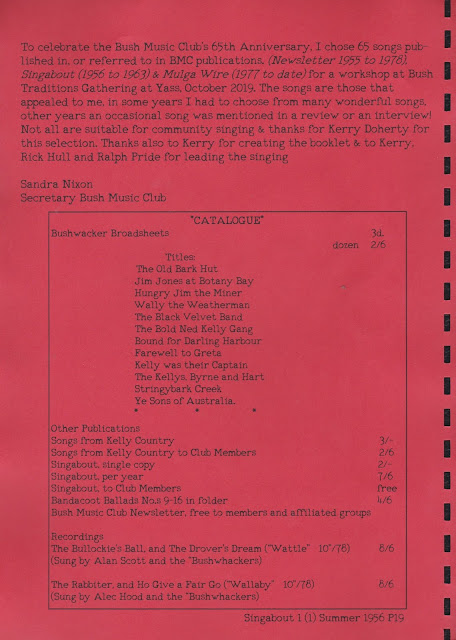 To celebrate the Bush Music Club's 65th Anniversary, I chose 65 songs pub-
lished in, or referred to in BMC publications, (Newsletter 1955 to 1976),
Singabout (1956 to 1963) & Mulga Wire (1977 to date) for a workshop at Bush
Traditions Gathering at Yass, October 2019. The songs are those that
appealed to me, in some years I had to choose from many wonderful songs,
other years an occasional song was mentioned in a review or an interview!
Not all are suitable for community singing & thanks for Kerry Doherty for
this selection. Thanks also to Kerry for creating the booklet & to Kerry,
Rick Hull and Ralph Pride for leading the singing
Sandra Nixon
Secretary Bush Music Club
"CATALOGUE"
Bushwacker Broadsheets 3d.
dozen 2/6
Titles:
The Old Bark Hut
Jim Jones at Botany Bay
Hungry Jim the Miner
Wally the Weatherman
The Black Velvet Band
The Bold Ned Kelly Gang
Bound for Darling Harbour
Farewell to Greta
Kelly was their Captain
The Kellys, Byrne and Hart
Stringybark Creek
Ye Sons of Australia.
* * *
Other Publications
Songs from Kelly Country 3/-
Songs from Kelly Country to Club Members 2/6
Singabout, single copy 2/-
Singabout, per year 7/6
Singabout, to Club Members free
Bandacoot Ballads No.s 9-16 in folder 4/6
Bush Music Club Newsletter, free to members and affiliated groups
Recordings
The Bullockie's Ball, and The Drover's Dream ("Wattle" 10"/78) 8/6
(Sung by Alan Scott and the "Bushwhackers)
The Rabbiter, and Ho Give a Fair Go ("Wallaby" 10"/78) 8/6
(Sung by Alec Hood and the "Bushwhackers)
Singabout 1 (1) Summer 1956 P19